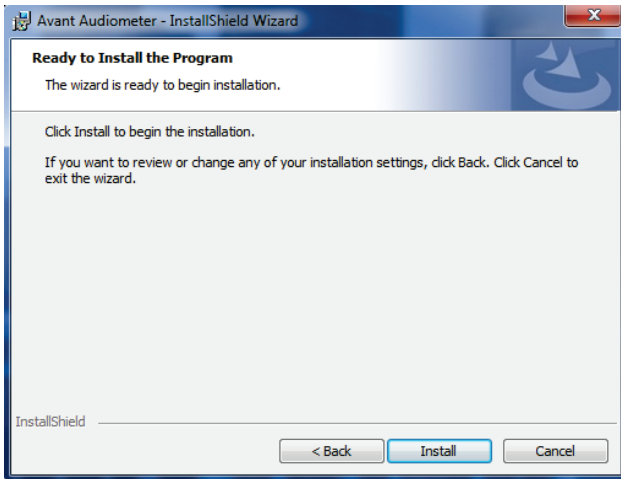 Avant Audiometer - InstallShield Wizard
Ready to Install the Program
The wizard is ready to begin installation.
Click Install to begin the installation.
If you want to review or change any of your installation settings, click Back. Click Cancel to
exit the wizard.
InstallShield
< Back Install Cancel